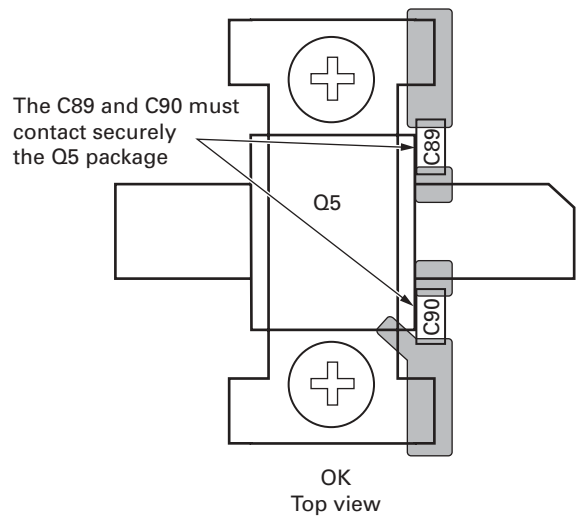 The C89 and C90 must
contact securely
the Q5 package
C89
Q5
C90
OK
Top view